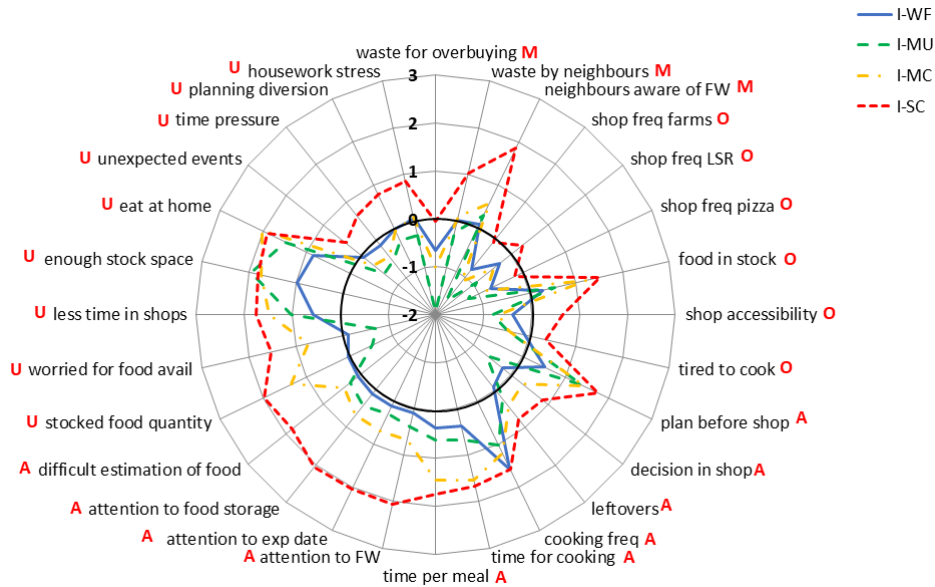 I-WF
I-MU
I-MC
I-SC
waste for overbuying M
waste by neighbours M
neighbours aware of FW M
shop freq farms O
shop freq LSR O
shop freq pizza O
food in stock O
shop accessibility O
tired to cook O
plan before shop A
decision in shop A
leftovers A
cooking freq A
time for cooking A
time per meal A
A attention to FW
A attention to exp date
A attention to food storage
A difficult estimation of food
U stocked food quantity
U worried for food avail
U less time in shops
U enough stock space
U eat at home
U unexpected events
U time pressure
U planning diversion
U housework stress
3
2
1
0
-1
-2